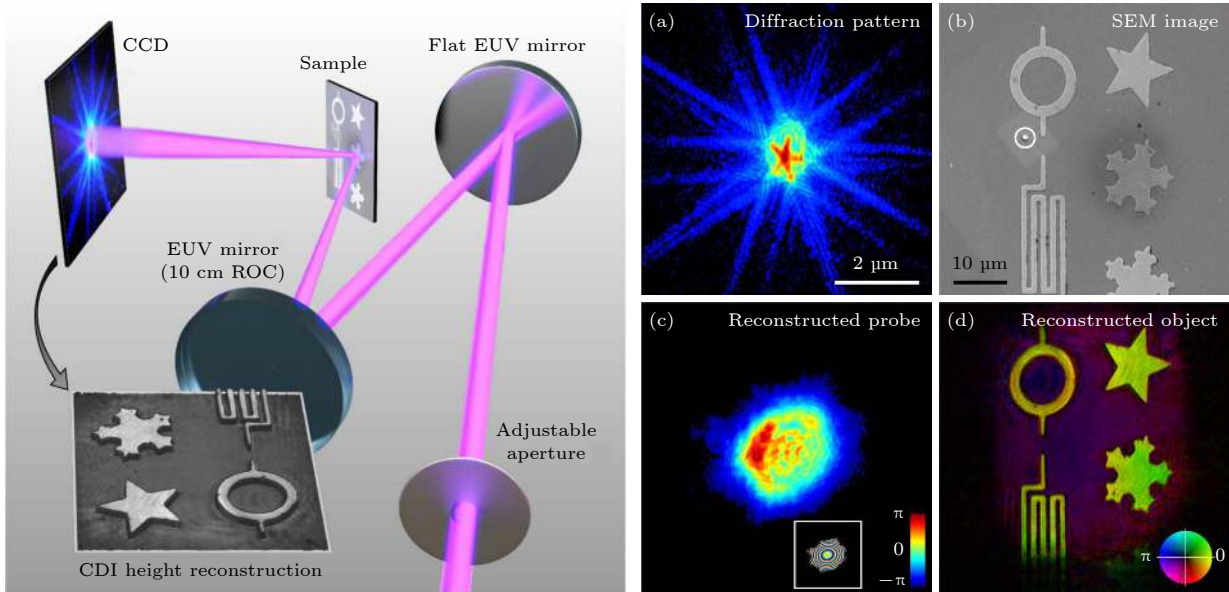 CCD
Sample
Flat EUV mirror
EUV mirror
(10 cm ROC)
Adjustable
aperture
CDI height reconstruction
(a) Diffraction pattern
2 µm
(b) SEM image
10 µm
(c) Reconstructed probe
π
0
−π
(d) Reconstructed object
π 0